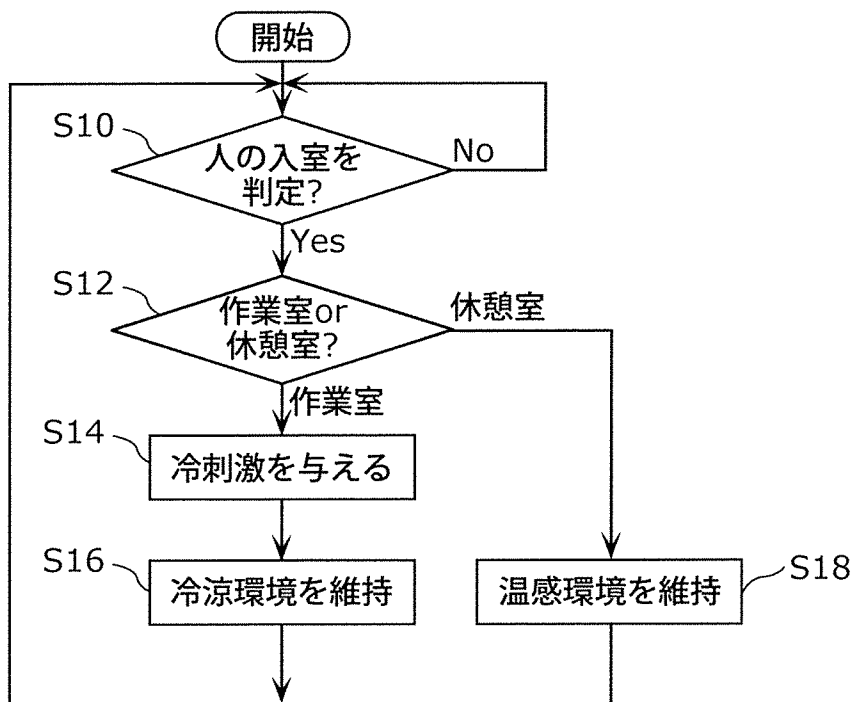 開始
S10
人の入室を
判定?
No
Yes
S12
作業室or
休憩室?
休憩室
作業室
S14
冷刺激を与える
S16
冷涼環境を維持
温感環境を維持
S18